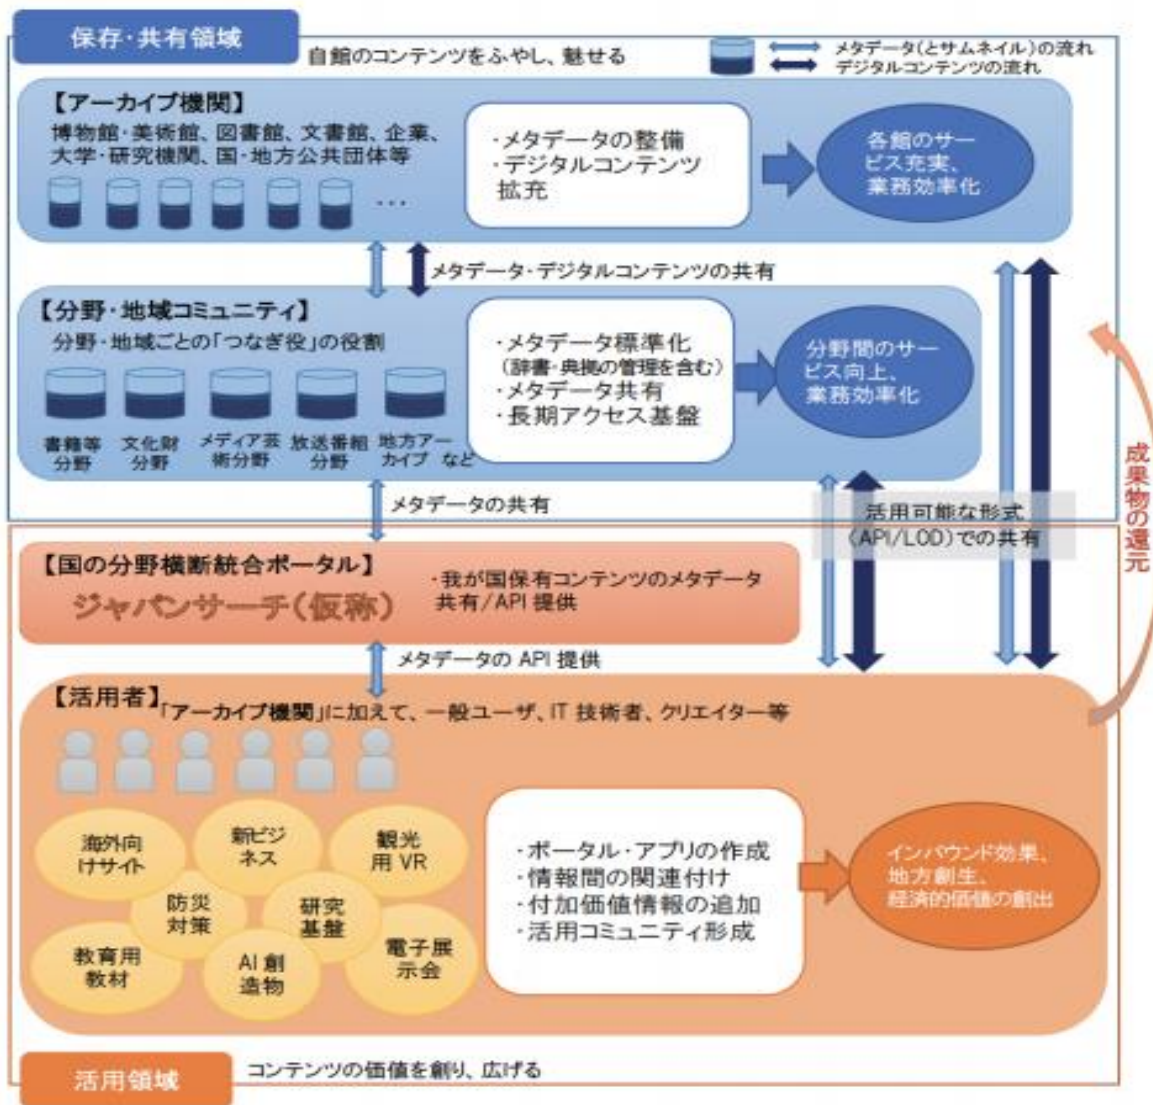 保存・共有領域
自館のコンテンツをふやし、魅せる
メタデータ(とサムネイル)の流れ
デジタルコンテンツの流れ
【アーカイブ機関】
博物館・美術館、図書館、文書館、企業、
大学・研究機関、国・地方公共団体等
…
・メタデータの整備
・デジタルコンテンツ
拡充
各館のサー
ビス充実、
業務効率化
メタデータ・デジタルコンテンツの共有
【分野・地域コミュニティ】
分野・地域ごとの「つなぎ役」の役割
書籍等
分野
文化財
分野
メディア芸
術分野
放送番組
分野
地方アー
カイブ など
・メタデータ標準化
(辞書・典拠の管理を含む)
・メタデータ共有
・長期アクセス基盤
分野間のサー
ビス向上、
業務効率化
メタデータの共有
活用可能な形式
(API/LOD)での共有
成果物の還元
【国の分野横断統合ポータル】
ジャパンサーチ(仮称)
・我が国保有コンテンツのメタデータ
共有/API 提供
メタデータの API 提供
【活用者】
「アーカイブ機関」に加えて、一般ユーザ、IT 技術者、クリエイター等
海外向
けサイト
新ビジ
ネス
観光
用 VR
防災
対策
研究
基盤
教育用
教材
AI 創
造物
電子展
示会
・ポータル・アプリの作成
・情報間の関連付け
・付加価値情報の追加
・活用コミュニティ形成
インバウンド効果、
地方創生、
経済的価値の創出
活用領域
コンテンツの価値を創り、広げる